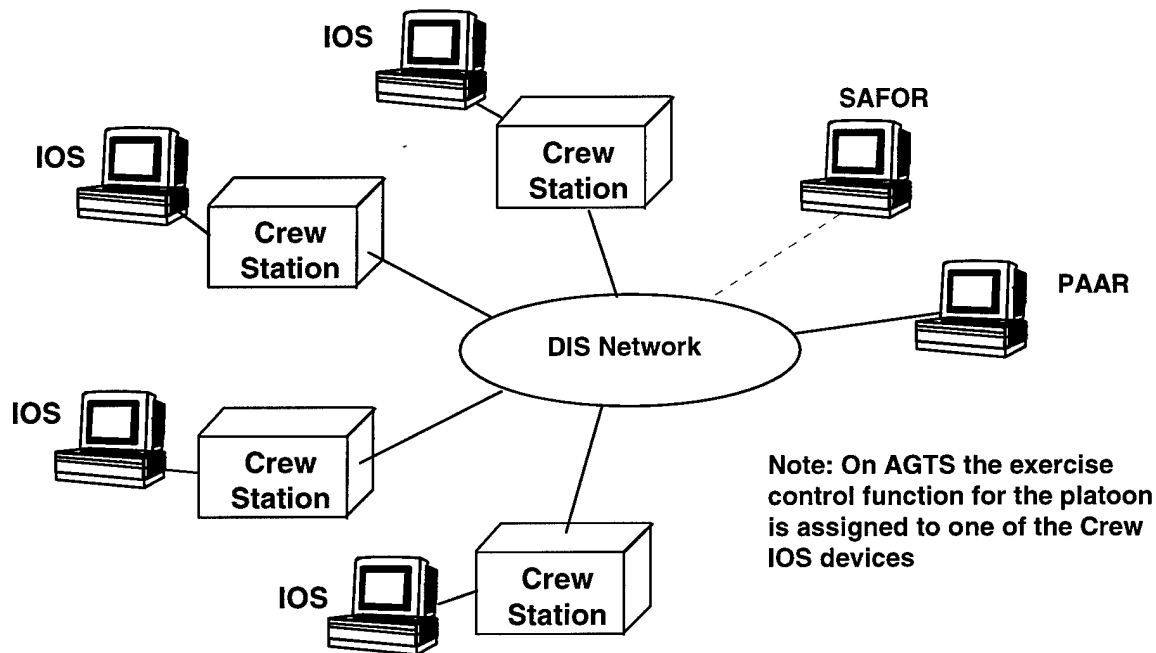 IOS
SAFOR
Crew
Station
IOS
Crew
Station
PAAR
DIS Network
IOS
Crew
Station
Note: On AGTS the exercise
control function for the platoon
is assigned to one of the Crew
IOS devices
IOS
Crew
Station